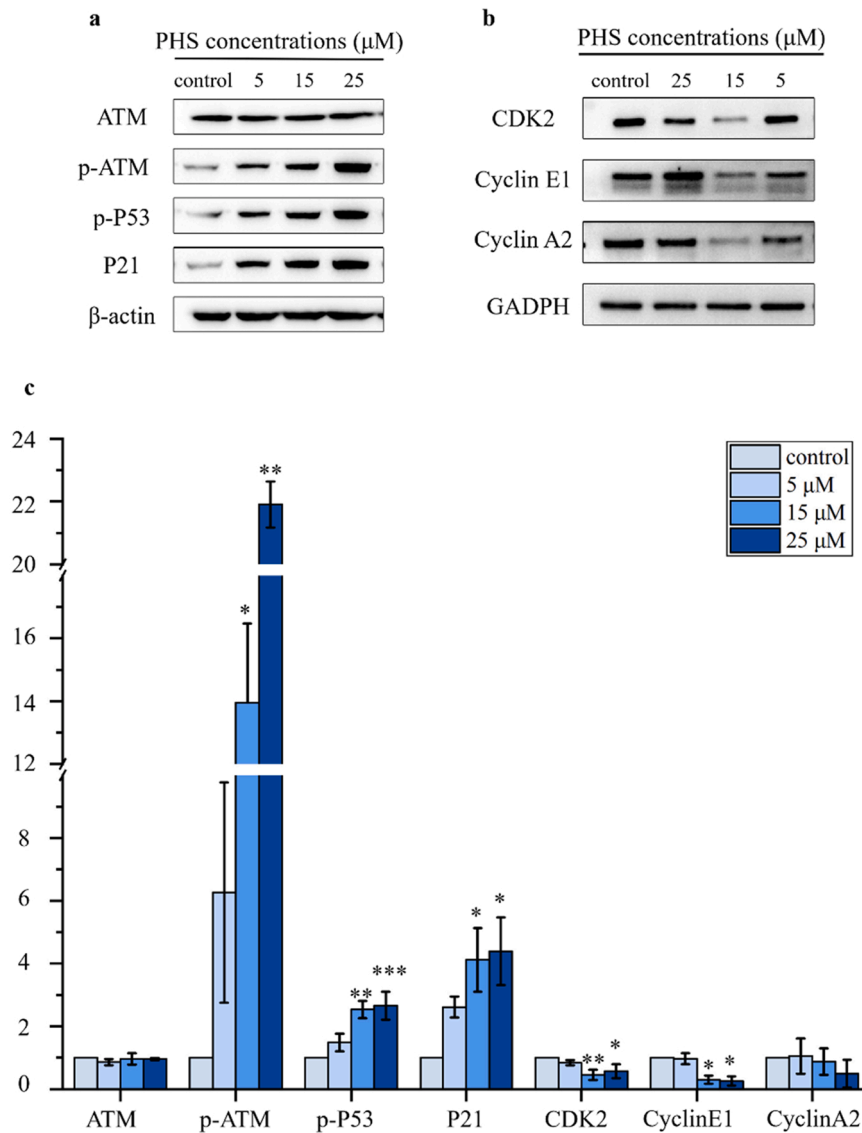 a
PHS concentrations (μM)
control 5 15 25
ATM
p-ATM
p-P53
P21
β-actin
b
PHS concentrations (μM)
control 25 15 5
CDK2
Cyclin E1
Cyclin A2
GADPH
c
24
22
20
16
14
12
8
6
4
2
0
control
5 μM
15 μM
25 μM
**
*
** ***
* *
** *
* *
ATM p-ATM p-P53 P21 CDK2 CyclinE1 CyclinA2